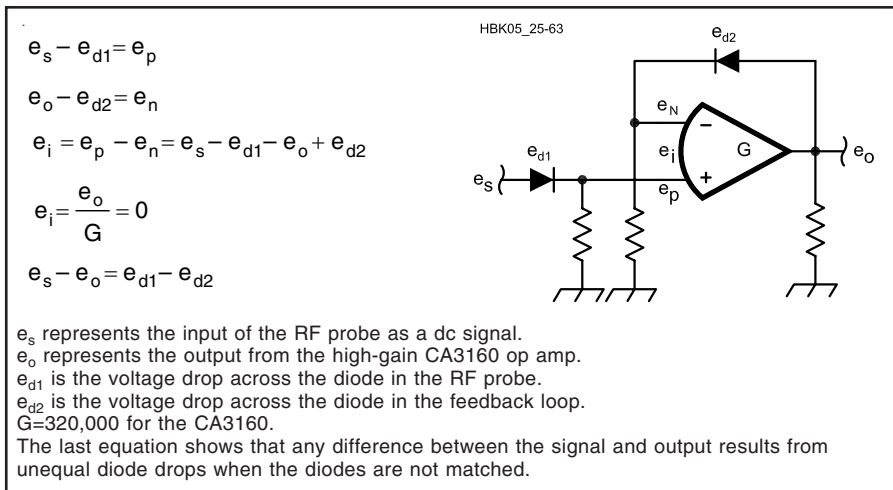 e_s − e_d1 = e_p
e_o − e_d2 = e_n
e_i = e_p − e_n = e_s − e_d1 − e_o + e_d2
e_i = e_o / G = 0
e_s − e_o = e_d1 − e_d2
HBK05_25-63
e_d2
e_N
−
e_i
G
e_o
e_d1
e_s
e_p
+
e_s represents the input of the RF probe as a dc signal.
e_o represents the output from the high-gain CA3160 op amp.
e_d1 is the voltage drop across the diode in the RF probe.
e_d2 is the voltage drop across the diode in the feedback loop.
G=320,000 for the CA3160.
The last equation shows that any difference between the signal and output results from
unequal diode drops when the diodes are not matched.